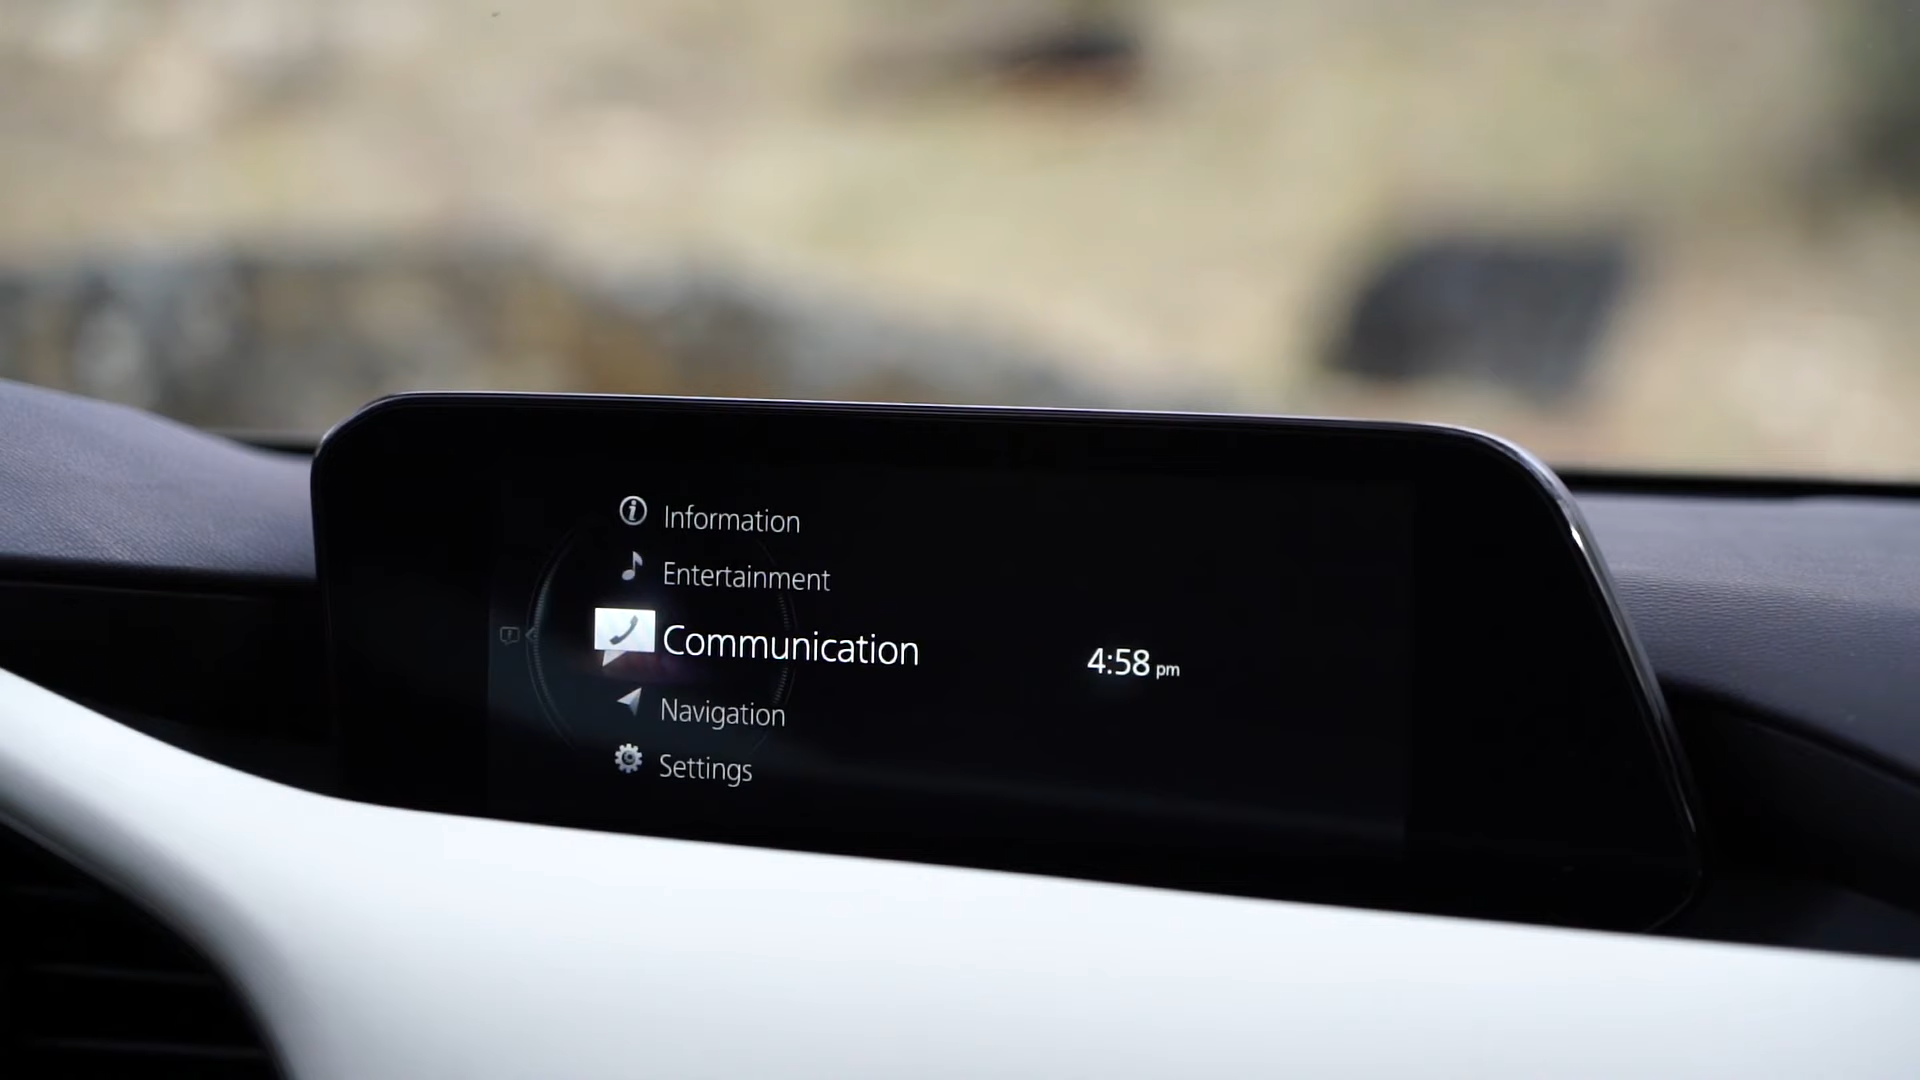 Information
Entertainment
Communication
4:58 pm
Navigation
Settings